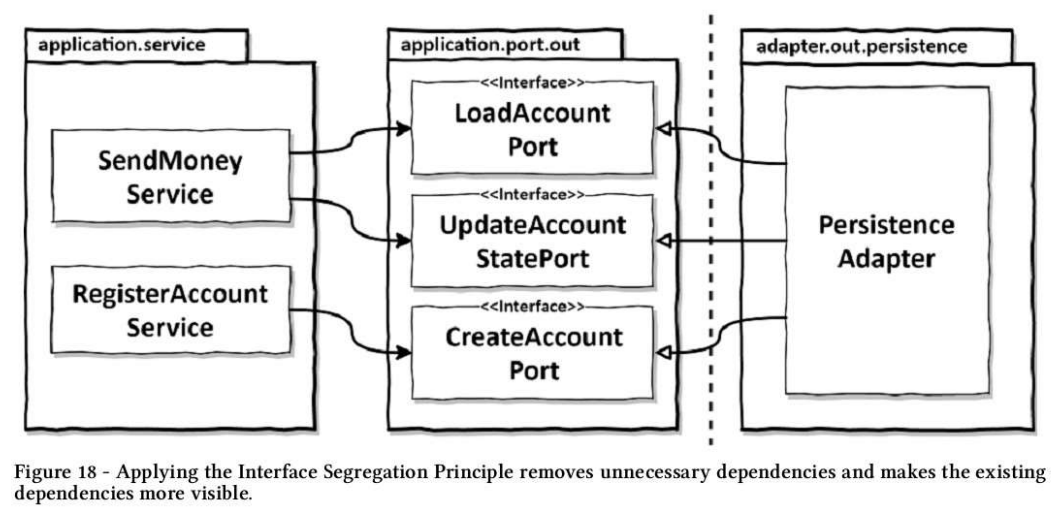 application.service
SendMoney
Service
RegisterAccount
Service
application.port.out
<<Interface>>
LoadAccount
Port
<<Interface>>
UpdateAccount
StatePort
<<Interface>>
CreateAccount
Port
adapter.out.persistence
Persistence
Adapter
Figure 18 - Applying the Interface Segregation Principle removes unnecessary dependencies and makes the existing
dependencies more visible.